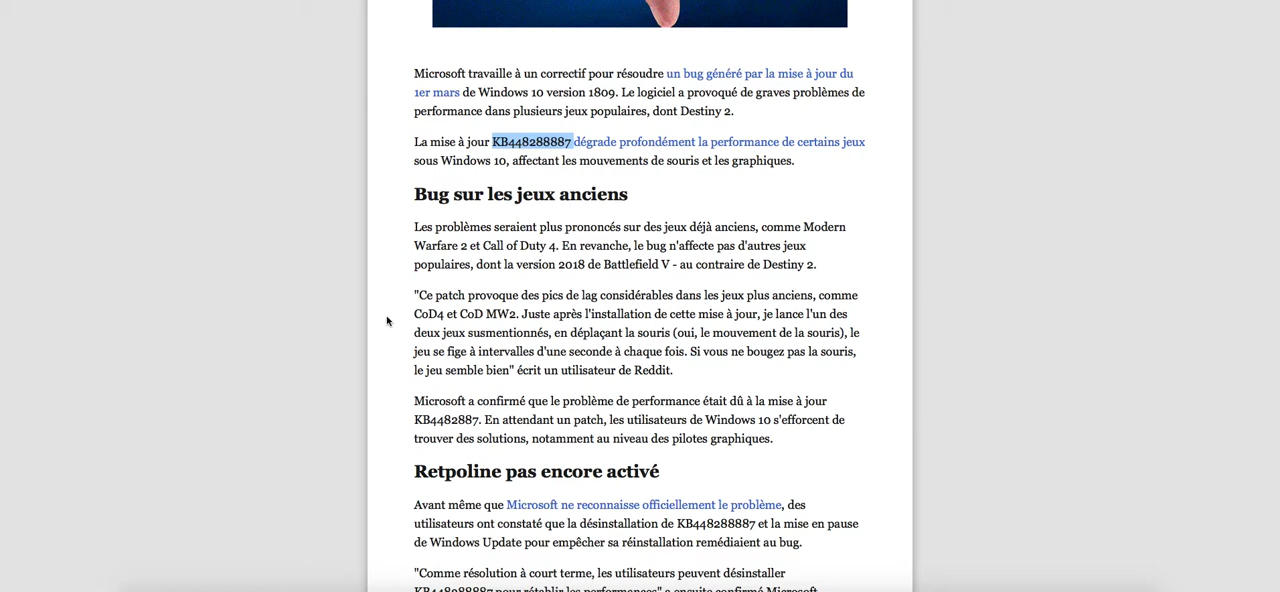 Microsoft travaille à un correctif pour résoudre un bug généré par la mise à jour du
1er mars de Windows 10 version 1809. Le logiciel a provoqué de graves problèmes de
performance dans plusieurs jeux populaires, dont Destiny 2.
La mise à jour KB448288887 dégrade profondément la performance de certains jeux
sous Windows 10, affectant les mouvements de souris et les graphiques.
Bug sur les jeux anciens
Les problèmes seraient plus prononcés sur des jeux déjà anciens, comme Modern
Warfare 2 et Call of Duty 4. En revanche, le bug n'affecte pas d'autres jeux
populaires, dont la version 2018 de Battlefield V - au contraire de Destiny 2.
"Ce patch provoque des pics de lag considérables dans les jeux plus anciens, comme
CoD4 et CoD MW2. Juste après l'installation de cette mise à jour, je lance l'un des
deux jeux susmentionnés, en déplaçant la souris (oui, le mouvement de la souris), le
jeu se fige à intervalles d'une seconde à chaque fois. Si vous ne bougez pas la souris,
le jeu semble bien" écrit un utilisateur de Reddit.
Microsoft a confirmé que le problème de performance était dû à la mise à jour
KB4482887. En attendant un patch, les utilisateurs de Windows 10 s'efforcent de
trouver des solutions, notamment au niveau des pilotes graphiques.
Retpoline pas encore activé
Avant même que Microsoft ne reconnaisse officiellement le problème, des
utilisateurs ont constaté que la désinstallation de KB448288887 et la mise en pause
de Windows Update pour empêcher sa réinstallation remédiaient au bug.
"Comme résolution à court terme, les utilisateurs peuvent désinstaller
KB448288887 pour rétablir les performances" a ensuite confirmé Microsoft